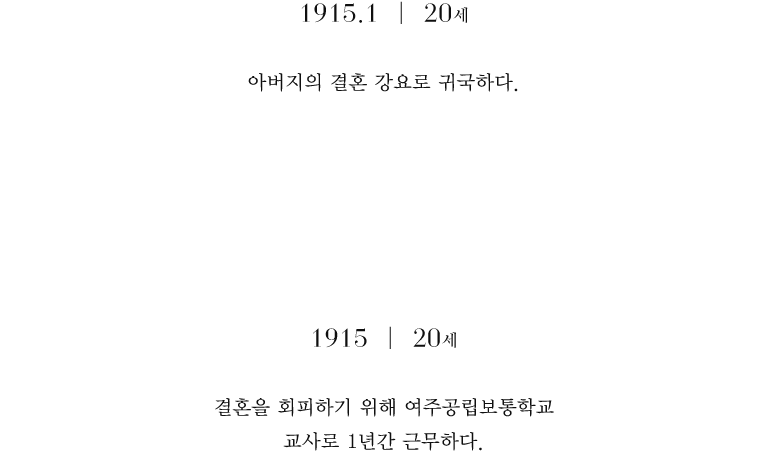 1915.1 | 20세
아버지의 결혼 강요로 귀국하다.
1915 | 20세
결혼을 회피하기 위해 여주공립보통학교
교사로 1년간 근무하다.